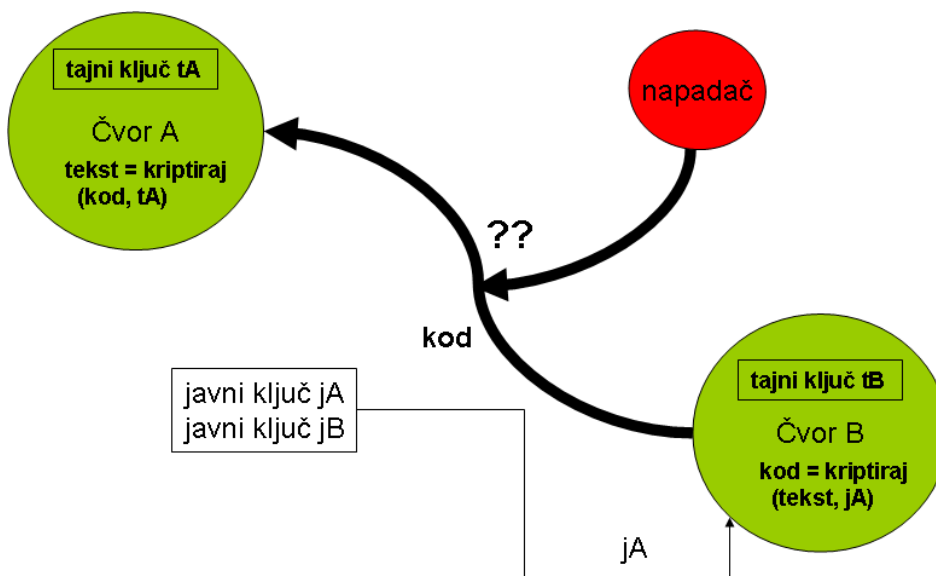 tajni ključ tA
Čvor A
tekst = kriptiraj
(kod, tA)
napadač
??
kod
javni ključ jA
javni ključ jB
tajni ključ tB
Čvor B
kod = kriptiraj
(tekst, jA)
jA